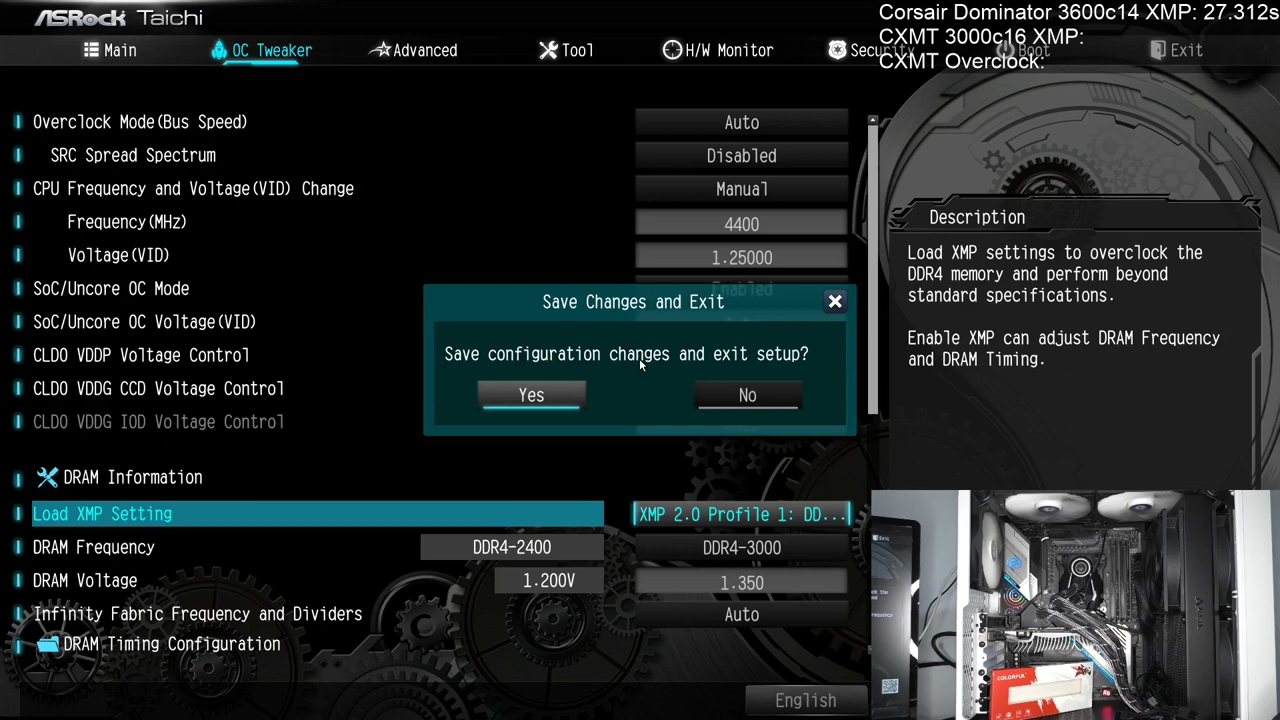 ASRock Taichi
Corsair Dominator 3600c14 XMP: 27.312s
CXMT 3000c16 XMP:
CXMT Overclock:
Main
OC Tweaker
Advanced
Tool
H/W Monitor
Security
Boot
Exit
Overclock Mode(Bus Speed) Auto
SRC Spread Spectrum Disabled
CPU Frequency and Voltage(VID) Change Manual
Frequency(MHz) 4400
Voltage(VID) 1.25000
SoC/Uncore OC Mode Enabled
SoC/Uncore OC Voltage(VID)
CLDO VDDP Voltage Control
CLDO VDDG CCD Voltage Control
CLDO VDDG IOD Voltage Control
Save Changes and Exit
Save configuration changes and exit setup?
Yes No
DRAM Information
Load XMP Setting XMP 2.0 Profile 1: DD...
DRAM Frequency DDR4-2400 DDR4-3000
DRAM Voltage 1.200V 1.350
Infinity Fabric Frequency and Dividers Auto
DRAM Timing Configuration
English
Description
Load XMP settings to overclock the
DDR4 memory and perform beyond
standard specifications.
Enable XMP can adjust DRAM Frequency
and DRAM Timing.
COLORFUL